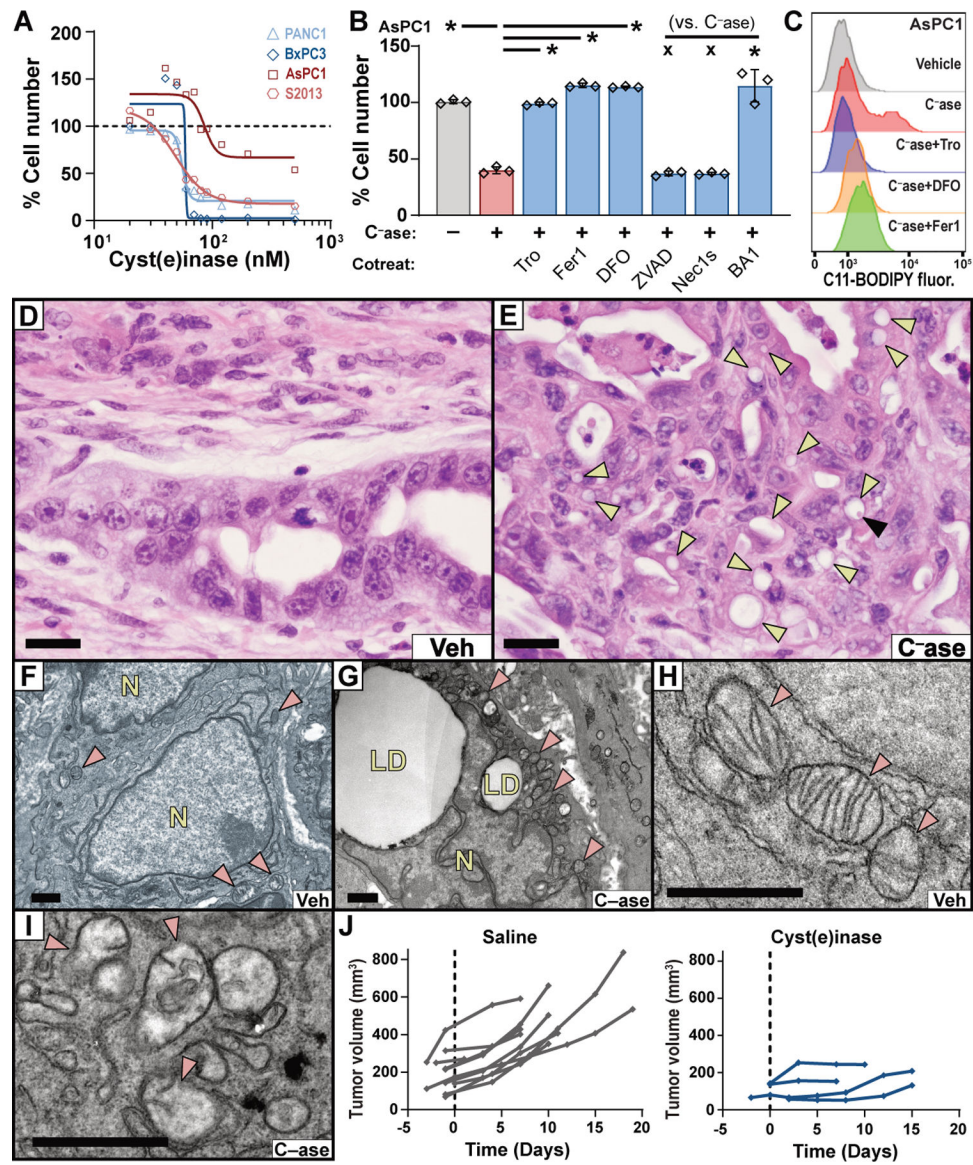 A
% Cell number
200
150
100
50
0
10¹ 10² 10³
Cyst(e)inase (nM)
PANC1
BxPC3
AsPC1
S2013
B
AsPC1
(vs. C⁻ase)
* * * * x x *
% Cell number
150
100
50
0
C⁻ase: − + + + + + + +
Cotreat: Tro Fer1 DFO ZVAD Nec1s BA1
C
AsPC1
Vehicle
C⁻ase
C⁻ase+Tro
C⁻ase+DFO
C⁻ase+Fer1
0 10³ 10⁴ 10⁵
C11-BODIPY fluor.
D
Veh
E
C⁻ase
F
N
N
Veh
G
LD
LD
N
C–ase
H
Veh
I
C–ase
J
Saline
Tumor volume (mm³)
800
600
400
200
0
-5 0 5 10 15 20
Time (Days)
Cyst(e)inase
Tumor volume (mm³)
800
600
400
200
0
-5 0 5 10 15 20
Time (Days)